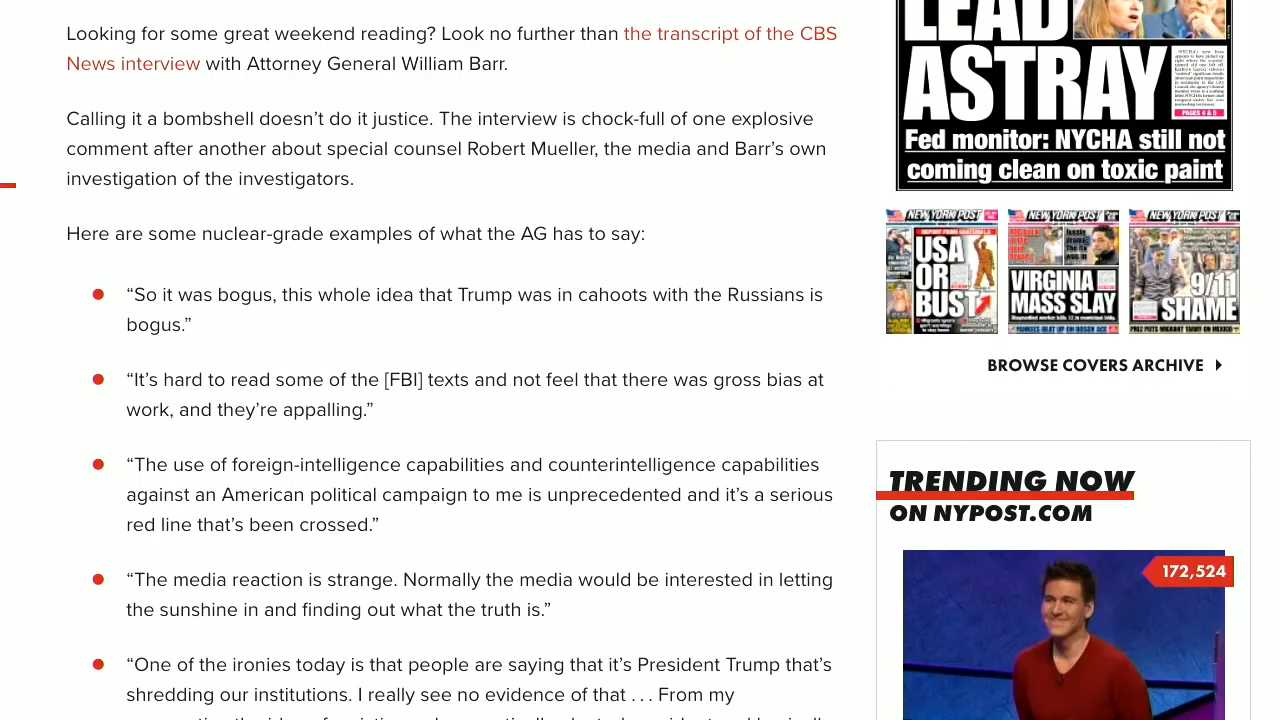 Looking for some great weekend reading? Look no further than the transcript of the CBS
News interview with Attorney General William Barr.
Calling it a bombshell doesn’t do it justice. The interview is chock-full of one explosive
comment after another about special counsel Robert Mueller, the media and Barr’s own
investigation of the investigators.
Here are some nuclear-grade examples of what the AG has to say:
“So it was bogus, this whole idea that Trump was in cahoots with the Russians is
bogus.”
“It’s hard to read some of the [FBI] texts and not feel that there was gross bias at
work, and they’re appalling.”
“The use of foreign-intelligence capabilities and counterintelligence capabilities
against an American political campaign to me is unprecedented and it’s a serious
red line that’s been crossed.”
“The media reaction is strange. Normally the media would be interested in letting
the sunshine in and finding out what the truth is.”
“One of the ironies today is that people are saying that it’s President Trump that’s
shredding our institutions. I really see no evidence of that . . . From my
LEAD
ASTRAY
PAGES 4 & 5
Fed monitor: NYCHA still not
coming clean on toxic paint
NEW YORK POST
USA
OR
BUST
NEW YORK POST
VIRGINIA
MASS SLAY
NEW YORK POST
9/11
SHAME
BROWSE COVERS ARCHIVE
TRENDING NOW
ON NYPOST.COM
172,524